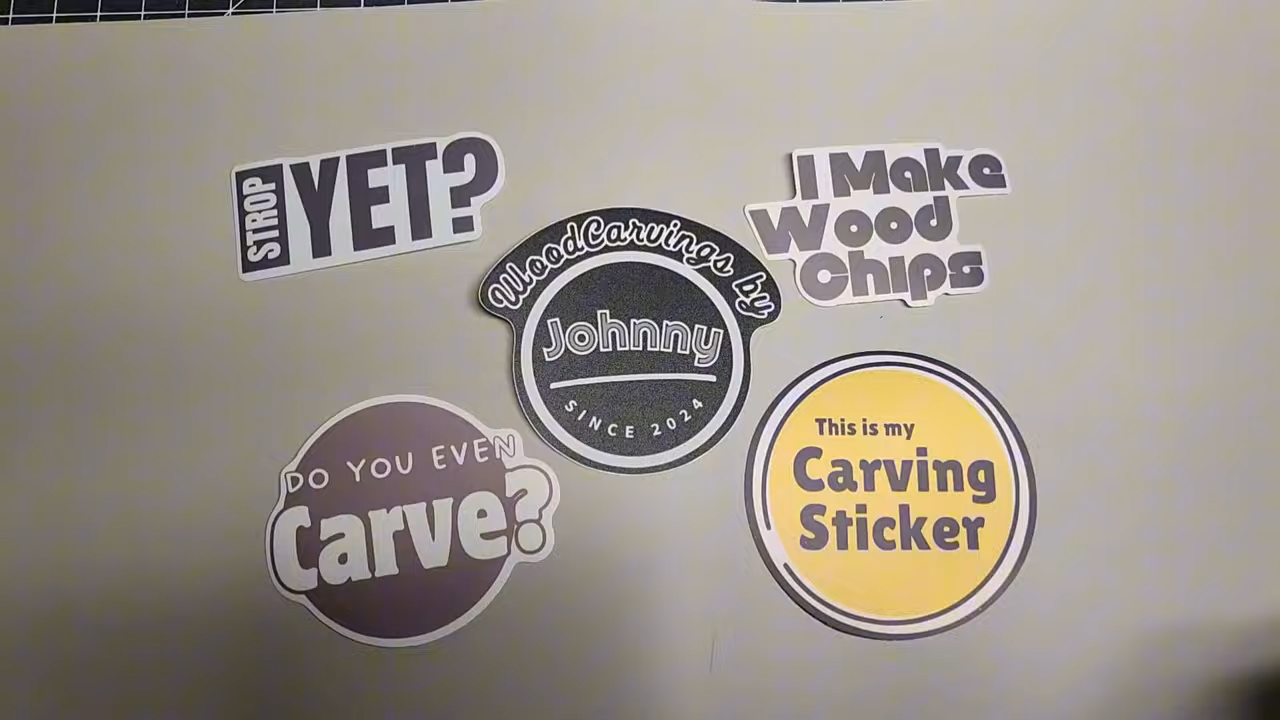 STROP
YET?
I Make
Wood
Chips
WoodCarvings by
Johnny
SINCE 2024
DO YOU EVEN
Carve?
This is my
Carving
Sticker